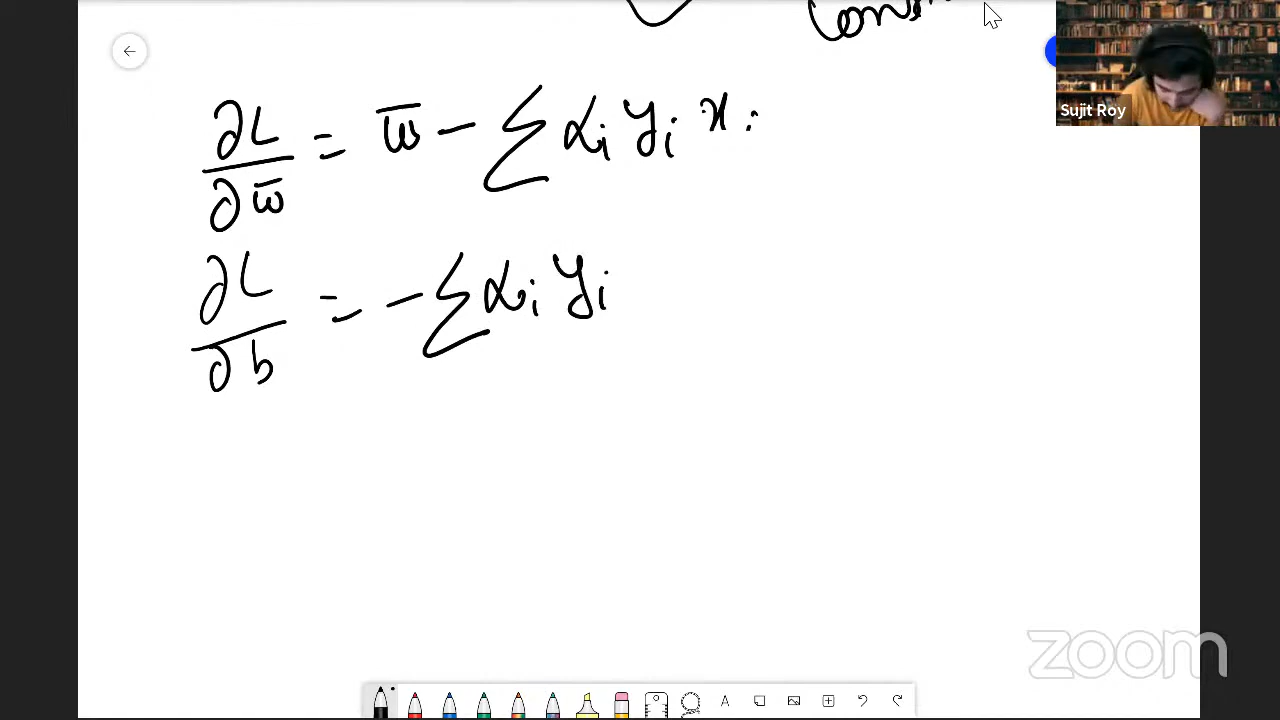 Sujit Roy
∂L/∂w̅ = w̅ − ∑ αi yi xi
∂L/∂b = − ∑ αi yi
zoom
A